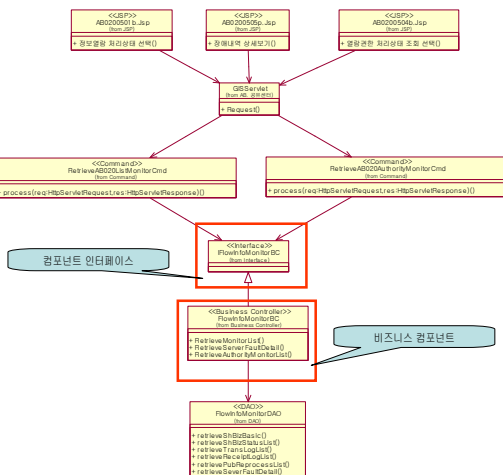 <<JSP>>
AB0200501b.Jsp
(from JSP)
+ 정보열람 처리상태 선택()
<<JSP>>
AB0200505p.Jsp
(from JSP)
+ 장애내역 상세보기()
<<JSP>>
AB0200504b.Jsp
(from JSP)
+ 열람권한 처리상태 조회 선택()
GISServlet
(from AB.
+ Request()
<<Command>>
RetrieveAB020ListMonitorCmd
(from Command)
+ process(req:HttpServletRequest,res:HttpServletResponse)()
<<Command>>
RetrieveAB020AuthorityMonitorCmd
(from Command)
+ process(req:HttpServletRequest,res:HttpServletResponse)()
<<Interface>>
IFlowInfoMonitorBC
(from Interface)
컴포넌트 인터페이스
<<Business Controller>>
FlowInfoMonitorBC
(from Business Controller)
+ RetrieveMonitorList()
+ RetrieveServerFaultDetail()
+ RetrieveAuthorityMonitorList()
비즈니스 컴포넌트
<<DAO>>
FlowInfoMonitorDAO
(from DAO)
+ retrieveShBizBasic()
+ retrieveShBizStatusList()
+ retrieveTransLogList()
+ retrieveReceiptLogList()
+ retrievePubReprocessList()
+ retrieveSeverFaultDetail()